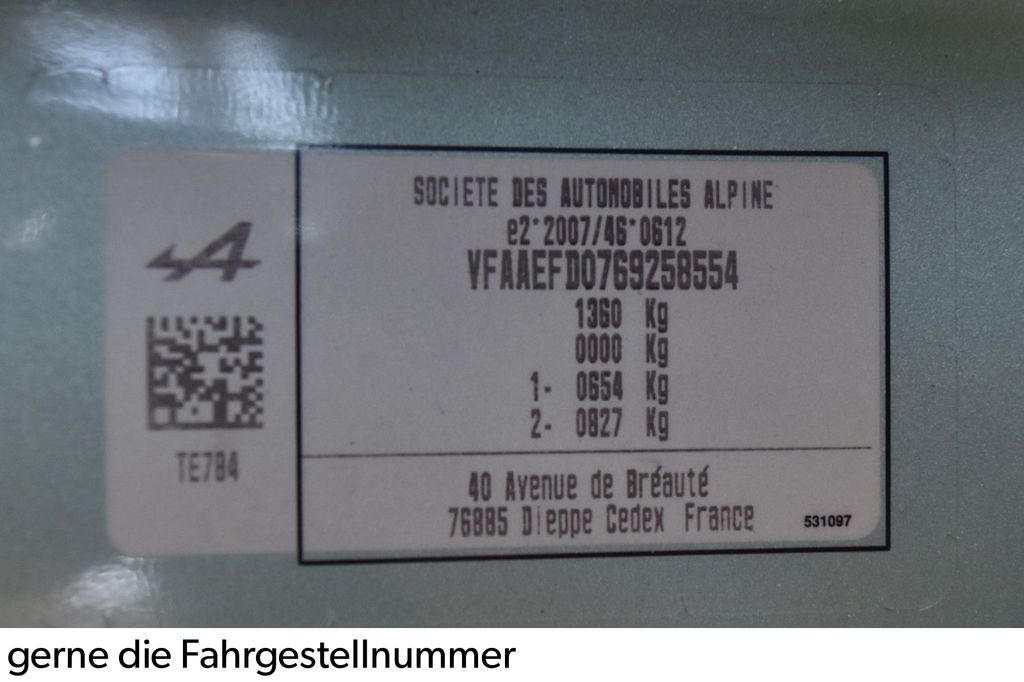 SOCIETE DES AUTOMOBILES ALPINE
e2*2007/46*0612
VFAAEFD0769258554
1360 Kg
0000 Kg
1- 0654 Kg
2- 0827 Kg
TE784
40 Avenue de Bréauté
76885 Dieppe Cedex France
531097
gerne die Fahrgestellnummer